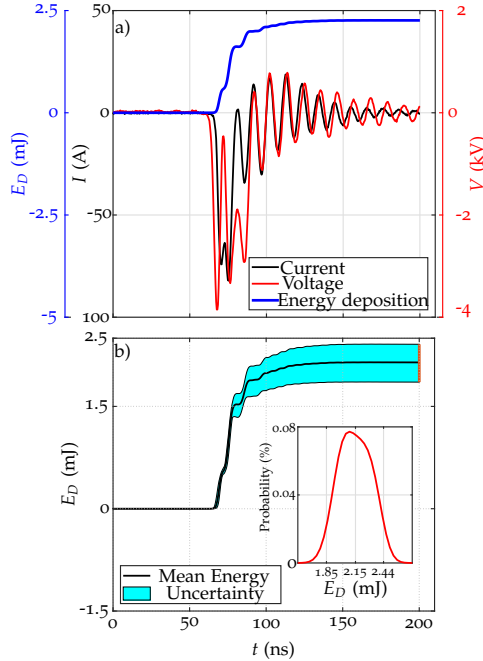 a)
2.5
0
-2.5
-5
E_D (mJ)
50
0
-50
100
I (A)
2
0
-2
-4
V (kV)
Current
Voltage
Energy deposition
b)
2.5
1.5
0
-1.5
E_D (mJ)
Mean Energy
Uncertainty
0.08
0.04
0
Probability (%)
1.85 2.15 2.44
E_D (mJ)
0 50 100 150 200
t (ns)